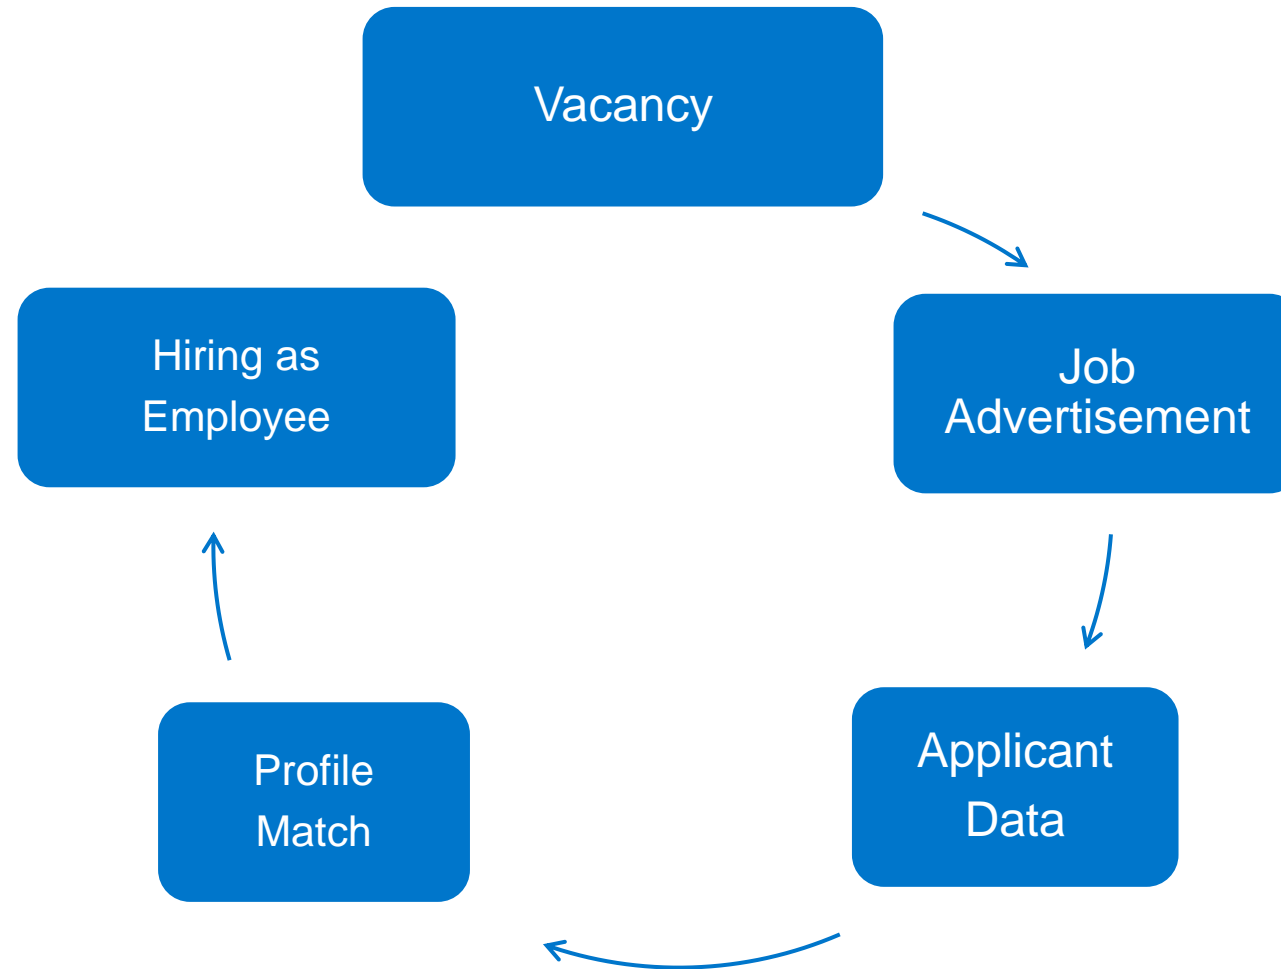 Vacancy
Job
Advertisement
Applicant
Data
Profile
Match
Hiring as
Employee